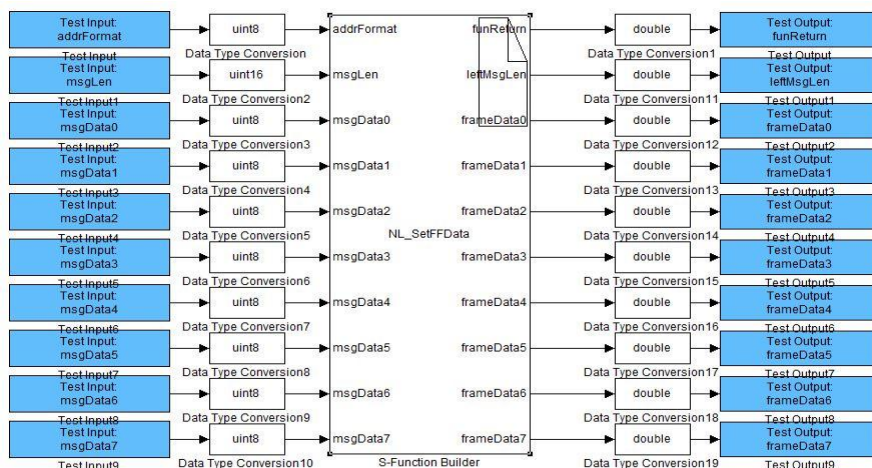 Test Input:
addrFormat
uint8
addrFormat
funReturn
double
Test Output:
funReturn
Test Input
Data Type Conversion
Data Type Conversion1
Test Output
Test Input:
msgLen
uint16
msgLen
leftMsgLen
double
Test Output:
leftMsgLen
Test Input1
Data Type Conversion2
Data Type Conversion11
Test Output1
Test Input:
msgData0
uint8
msgData0
frameData0
double
Test Output:
frameData0
Test Input2
Data Type Conversion3
Data Type Conversion12
Test Output2
Test Input:
msgData1
uint8
msgData1
frameData1
double
Test Output:
frameData1
Test Input3
Data Type Conversion4
Data Type Conversion13
Test Output3
Test Input:
msgData2
uint8
msgData2
frameData2
double
Test Output:
frameData2
NL_SetFFData
Test Input4
Data Type Conversion5
Data Type Conversion14
Test Output4
Test Input:
msgData3
uint8
msgData3
frameData3
double
Test Output:
frameData3
Test Input5
Data Type Conversion6
Data Type Conversion15
Test Output5
Test Input:
msgData4
uint8
msgData4
frameData4
double
Test Output:
frameData4
Test Input6
Data Type Conversion7
Data Type Conversion16
Test Output6
Test Input:
msgData5
uint8
msgData5
frameData5
double
Test Output:
frameData5
Test Input7
Data Type Conversion8
Data Type Conversion17
Test Output7
Test Input:
msgData6
uint8
msgData6
frameData6
double
Test Output:
frameData6
Test Input8
Data Type Conversion9
Data Type Conversion18
Test Output8
Test Input:
msgData7
uint8
msgData7
frameData7
double
Test Output:
frameData7
Test Input9
Data Type Conversion10
S-Function Builder
Data Type Conversion19
Test Output9